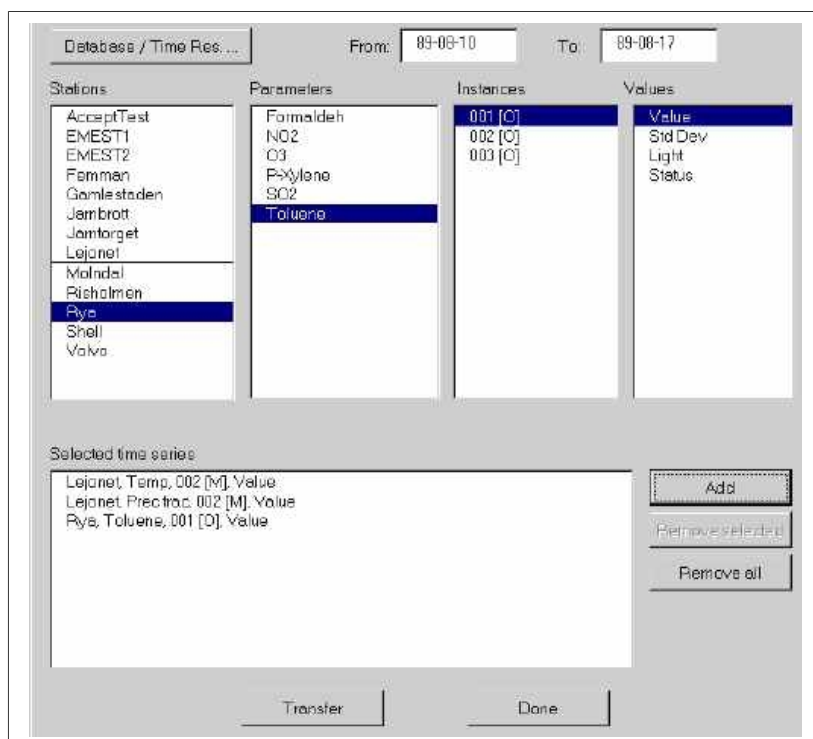 Database / Time Res. ...
From: 89-08-10
To: 89-08-17
Stations
AcceptTest
EMEST1
EMEST2
Femman
Gamlestaden
Jarnbrott
Jarntorget
Lejonet
Molndal
Risholmen
Rya
Shell
Volvo
Parameters
Formaldeh
NO2
O3
P-Xylene
SO2
Toluene
Instances
001 [O]
002 [O]
003 [O]
Values
Value
Std Dev
Light
Status
Selected time series
Lejonet, Temp, 002 [M], Value
Lejonet, 002 [M], Value
Rya, Toluene, 001 [O], Value
Add
Remove selected
Remove all
Transfer
Done